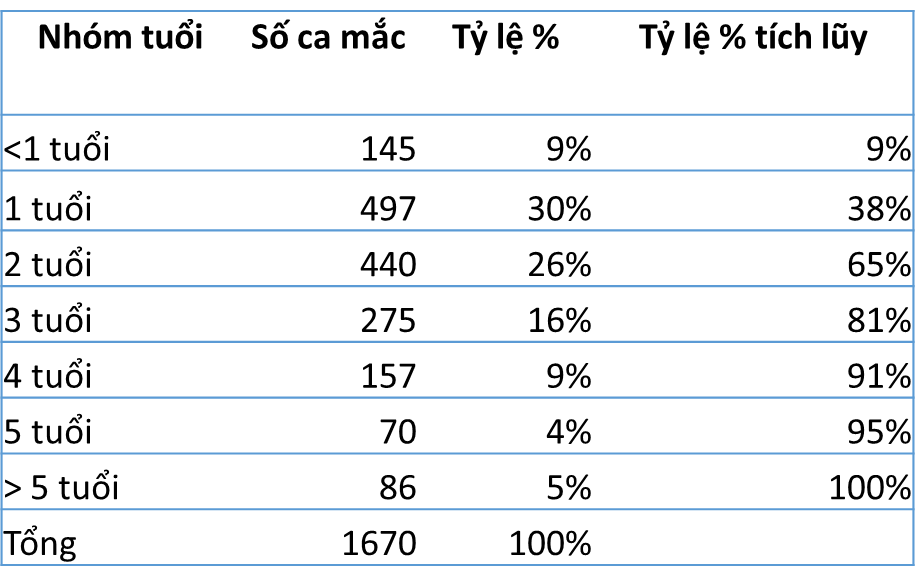 Nhóm tuổi Số ca mắc Tỷ lệ % Tỷ lệ % tích lũy
<1 tuổi 145 9% 9%
1 tuổi 497 30% 38%
2 tuổi 440 26% 65%
3 tuổi 275 16% 81%
4 tuổi 157 9% 91%
5 tuổi 70 4% 95%
> 5 tuổi 86 5% 100%
Tổng 1670 100%